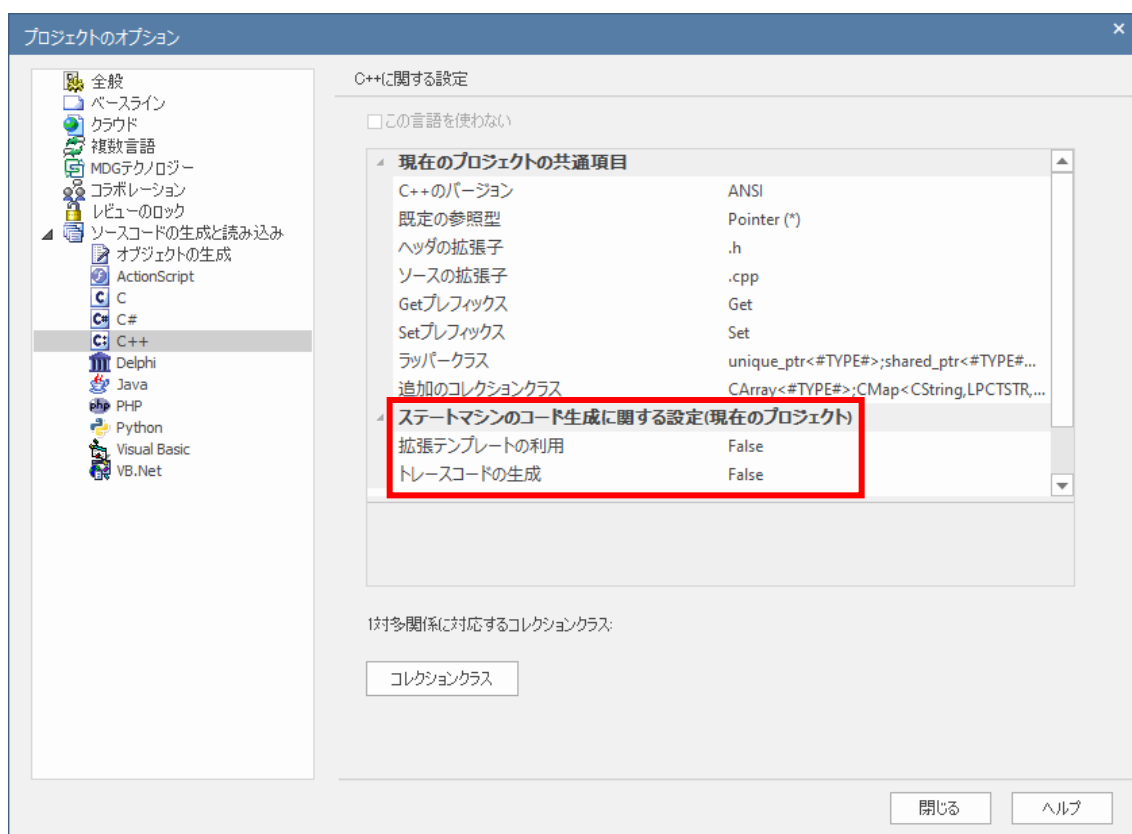 プロジェクトのオプション
全般
ベースライン
クラウド
複数言語
MDGテクノロジー
コラボレーション
レビューのロック
ソースコードの生成と読み込み
オブジェクトの生成
ActionScript
C
C#
C++
Delphi
Java
PHP
Python
Visual Basic
VB.Net
C++に関する設定
この言語を使わない
現在のプロジェクトの共通項目
C++のバージョン ANSI
既定の参照型 Pointer (*)
ヘッダの拡張子 .h
ソースの拡張子 .cpp
Getプレフィックス Get
Setプレフィックス Set
ラッパークラス unique_ptr<#TYPE#>;shared_ptr<#TYPE#...
追加のコレクションクラス CArray<#TYPE#>;CMap<CString,LPCTSTR,...
ステートマシンのコード生成に関する設定(現在のプロジェクト)
拡張テンプレートの利用 False
トレースコードの生成 False
1対多関係に対応するコレクションクラス:
コレクションクラス
閉じる ヘルプ